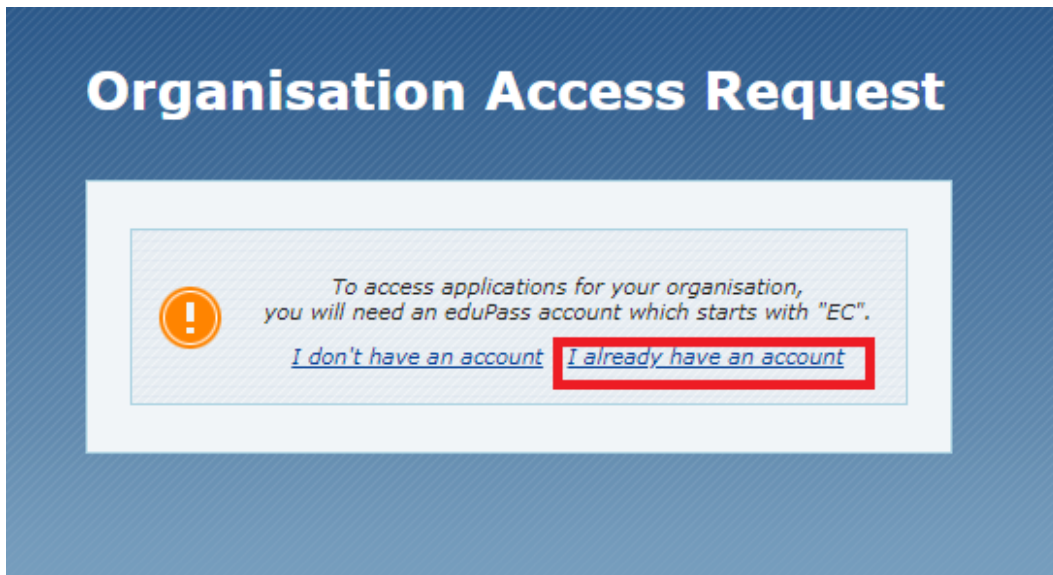 Organisation Access Request
To access applications for your organisation,
you will need an eduPass account which starts with "EC".
I don't have an account I already have an account